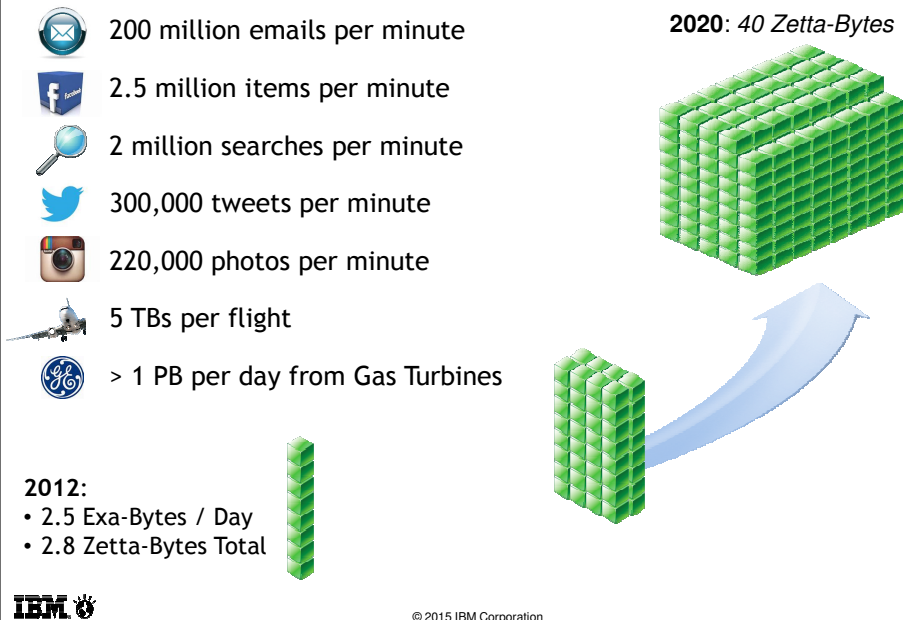 200 million emails per minute
2020: 40 Zetta-Bytes
facebook
2.5 million items per minute
2 million searches per minute
300,000 tweets per minute
220,000 photos per minute
5 TBs per flight
GE
> 1 PB per day from Gas Turbines
2012:
• 2.5 Exa-Bytes / Day
• 2.8 Zetta-Bytes Total
IBM
© 2015 IBM Corporation